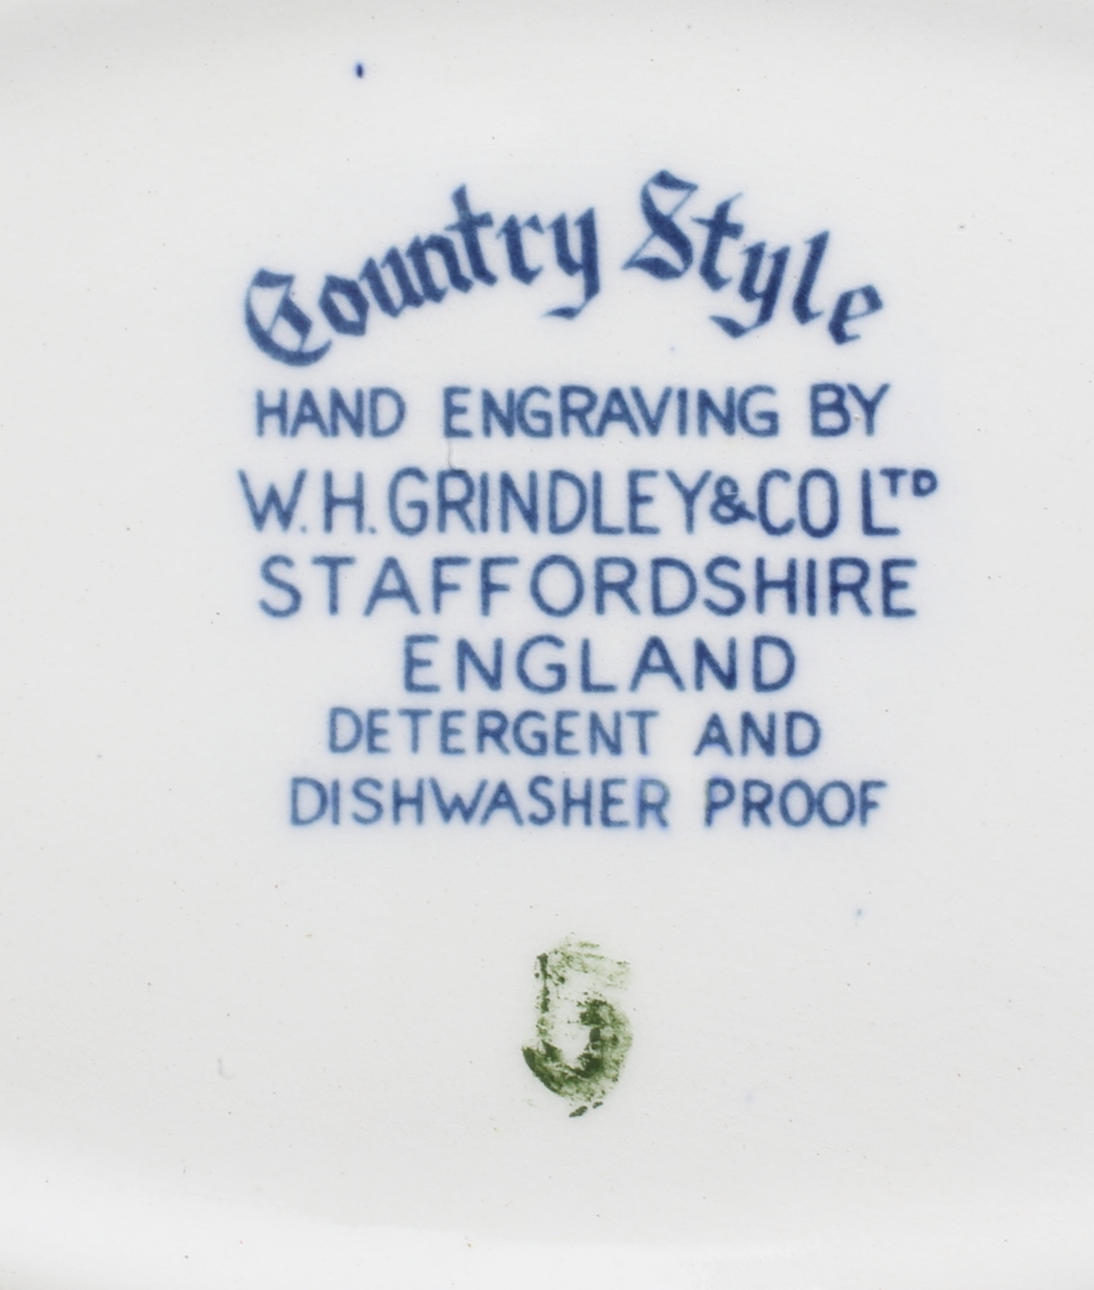 Country Style
HAND ENGRAVING BY
W.H. GRINDLEY & CO LTD
STAFFORDSHIRE
ENGLAND
DETERGENT AND
DISHWASHER PROOF
5